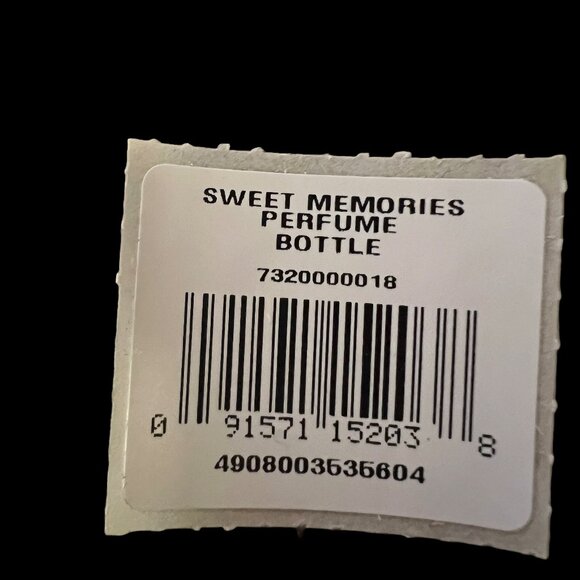 SWEET MEMORIES
PERFUME
BOTTLE
7320000018
0 91571 15203 8
4908003535604